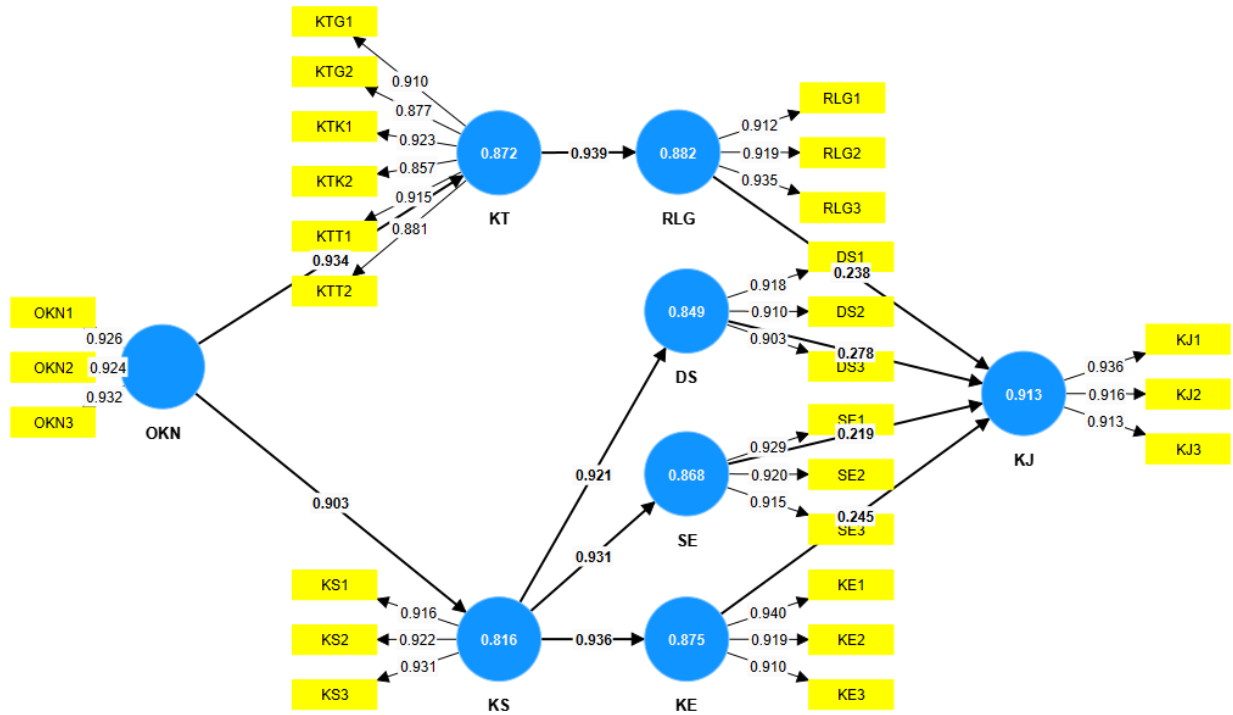 KTG1
0.910
KTG2
0.877
KTK1
0.923
KTK2
0.857
KTT1
0.915
KTT2
0.881
0.872
KT
0.939
0.882
RLG
0.912
RLG1
0.919
RLG2
0.935
RLG3
0.934
OKN1
0.926
OKN2
0.924
OKN3
0.932
OKN
0.903
0.849
DS
0.918
DS1
0.910
DS2
0.903
DS3
0.238
0.278
0.921
0.868
SE
0.929
SE1
0.920
SE2
0.915
SE3
0.219
0.245
0.931
0.913
KJ
0.936
KJ1
0.916
KJ2
0.913
KJ3
KS1
0.916
KS2
0.922
KS3
0.931
0.816
KS
0.936
0.875
KE
0.940
KE1
0.919
KE2
0.910
KE3